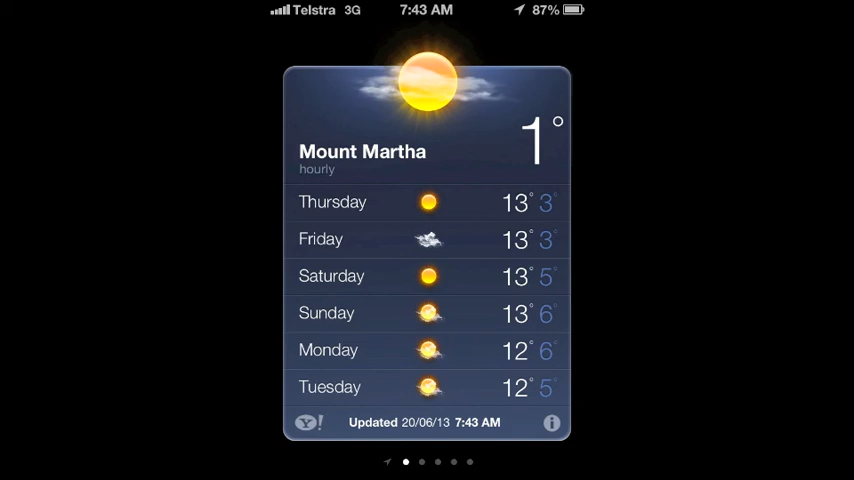 Telstra 3G 7:43 AM 87%
1°
Mount Martha
hourly
Thursday 13° 3°
Friday 13° 3°
Saturday 13° 5°
Sunday 13° 6°
Monday 12° 6°
Tuesday 12° 5°
Y! Updated 20/06/13 7:43 AM i